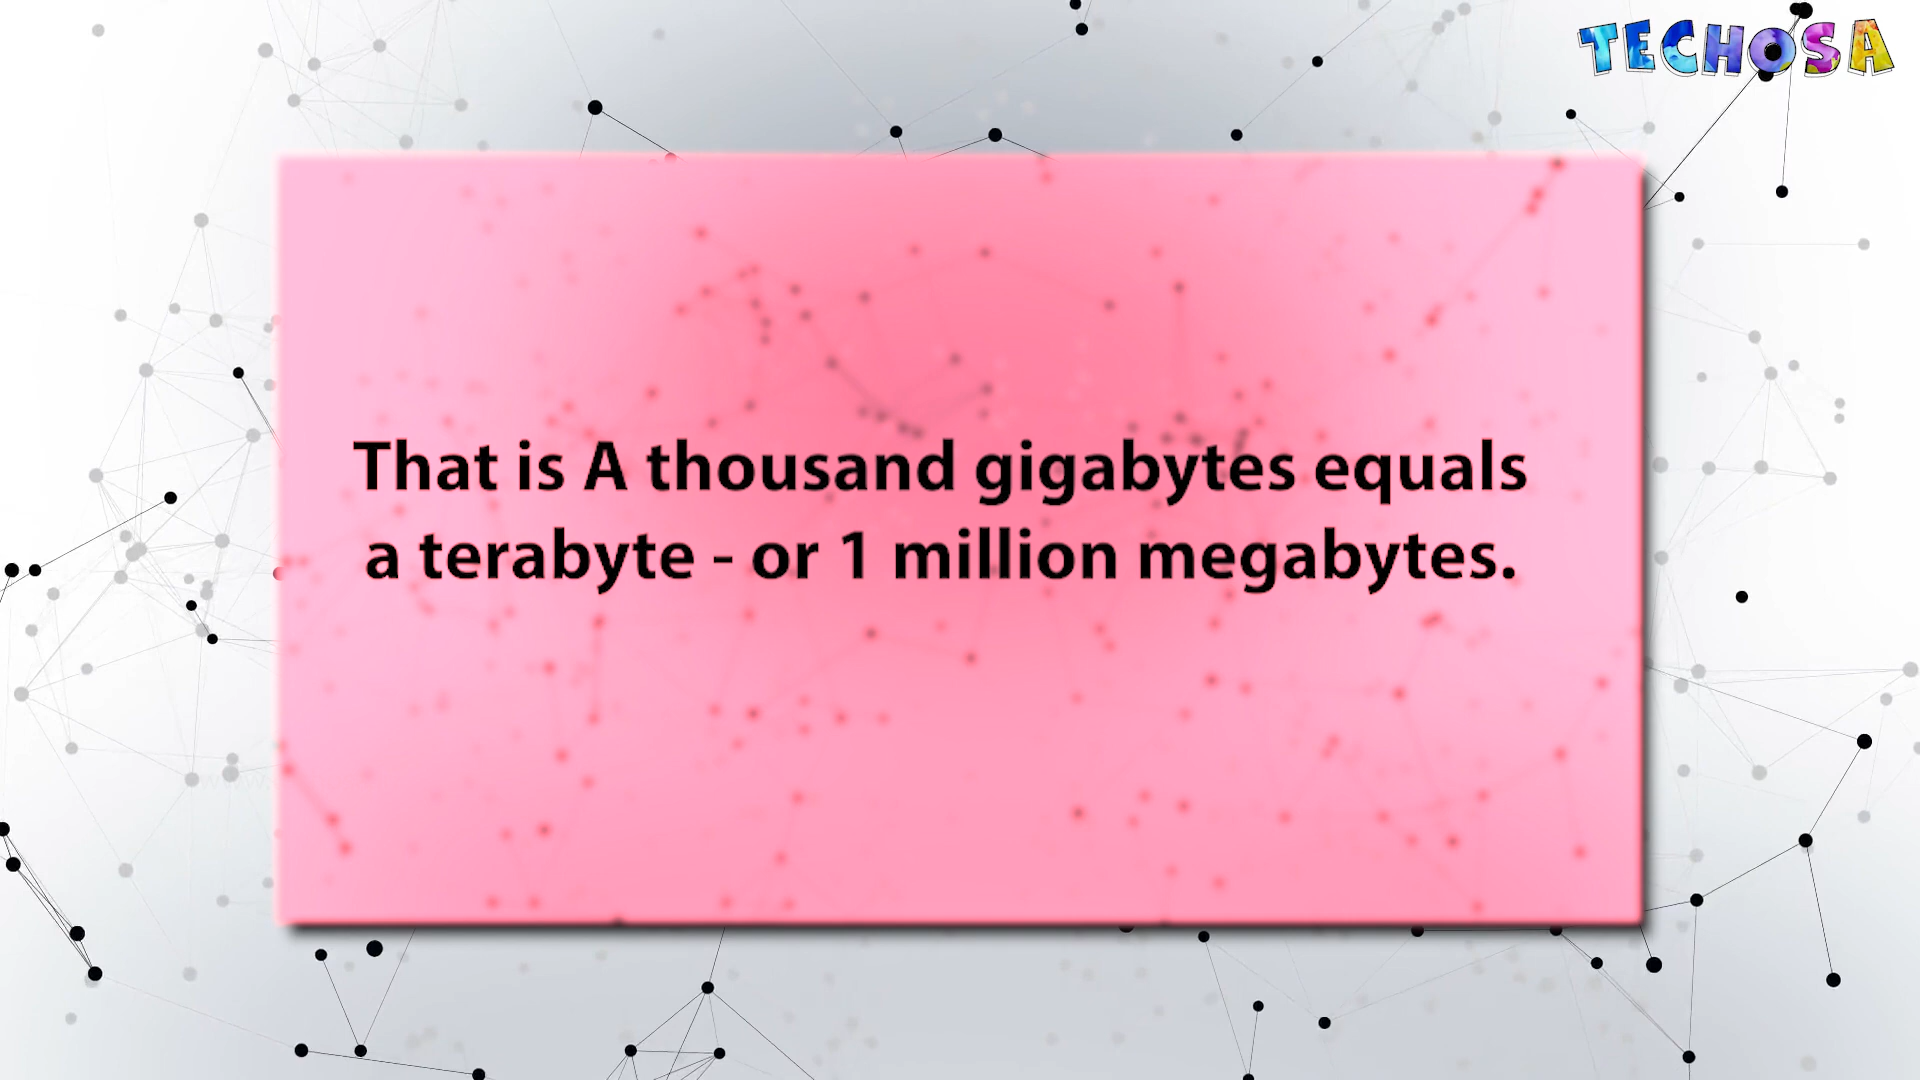 TECHOSA
That is A thousand gigabytes equals
a terabyte - or 1 million megabytes.